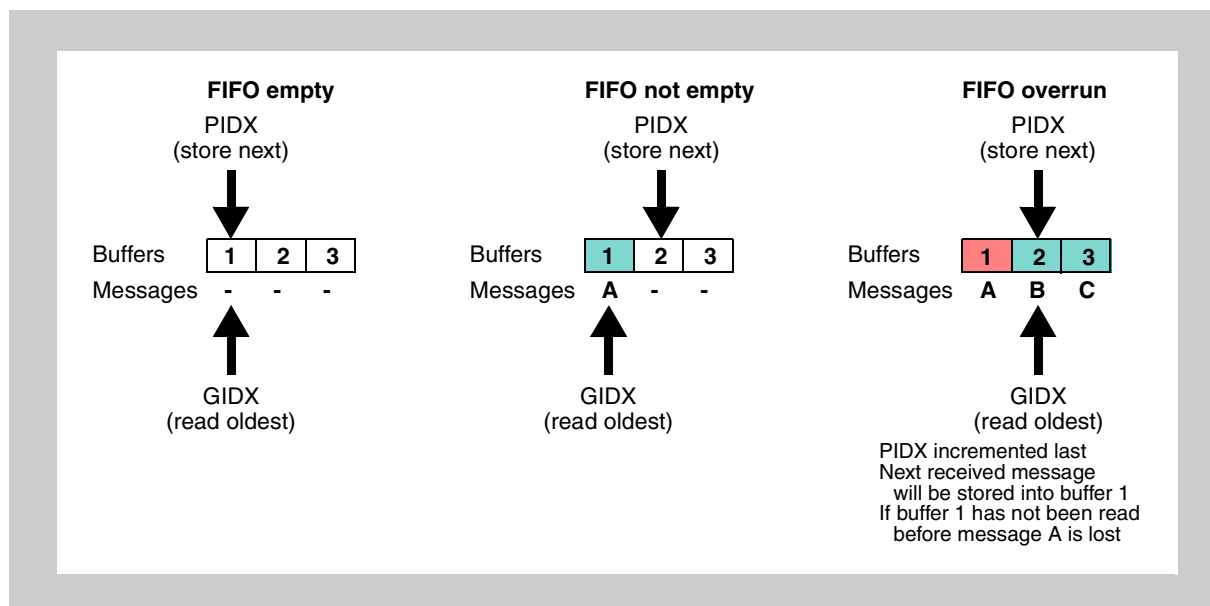 FIFO empty
PIDX
(store next)
Buffers 1 2 3
Messages - - -
GIDX
(read oldest)
FIFO not empty
PIDX
(store next)
Buffers 1 2 3
Messages A - -
GIDX
(read oldest)
FIFO overrun
PIDX
(store next)
Buffers 1 2 3
Messages A B C
GIDX
(read oldest)
PIDX incremented last
Next received message
will be stored into buffer 1
If buffer 1 has not been read
before message A is lost